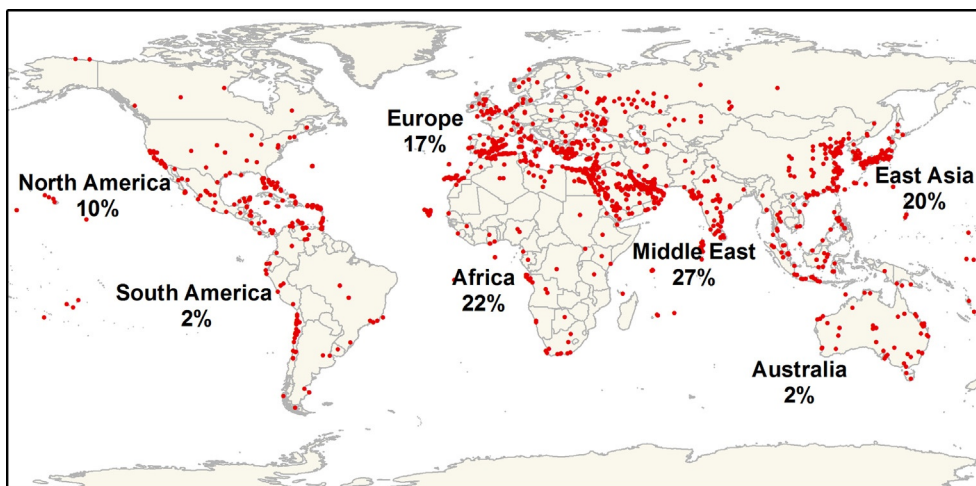 Europe
17%
North America
10%
East Asia
20%
Middle East
27%
Africa
22%
South America
2%
Australia
2%